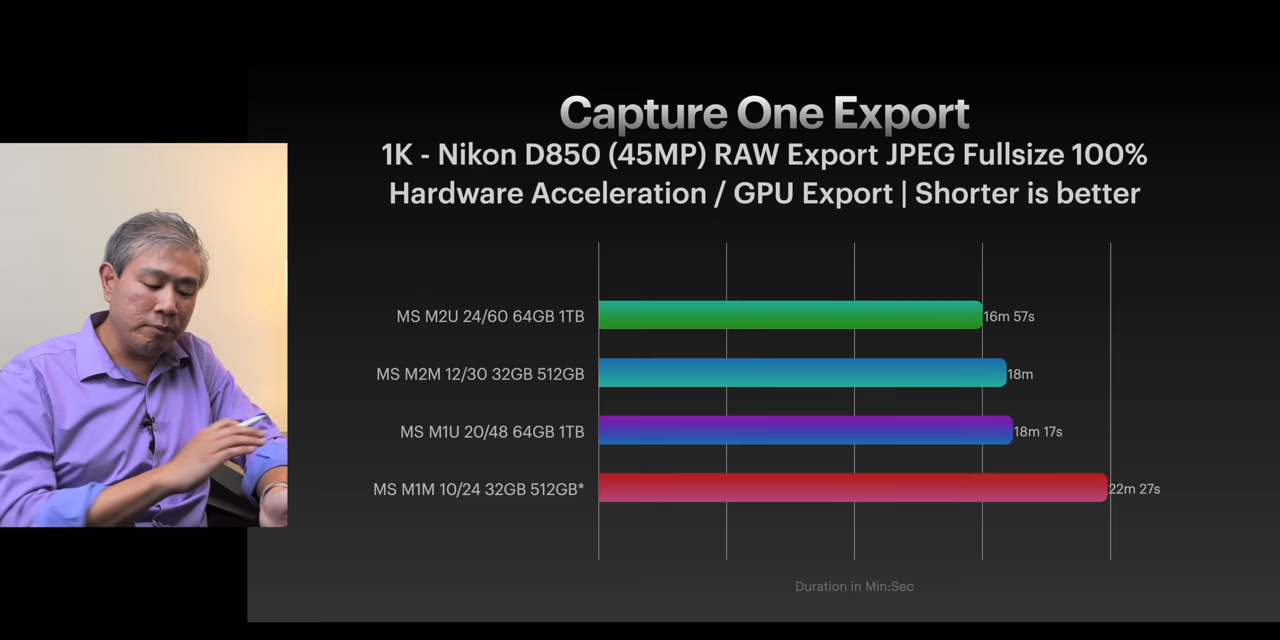 Capture One Export
1K - Nikon D850 (45MP) RAW Export JPEG Fullsize 100%
Hardware Acceleration / GPU Export | Shorter is better
MS M2U 24/60 64GB 1TB
16m 57s
MS M2M 12/30 32GB 512GB
18m
MS M1U 20/48 64GB 1TB
18m 17s
MS M1M 10/24 32GB 512GB*
22m 27s
Duration in Min:Sec